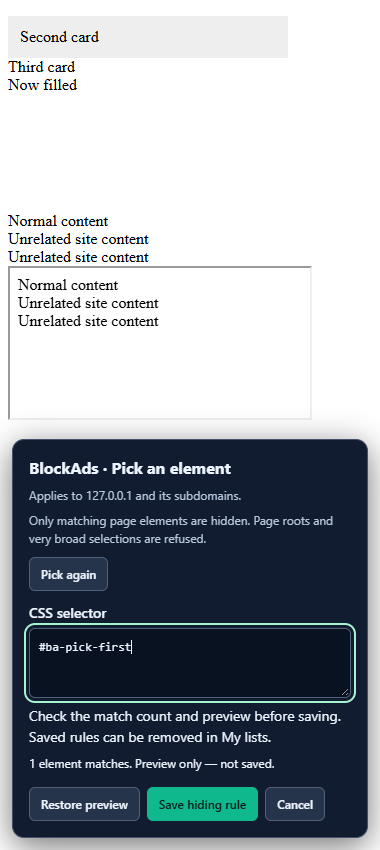 Second card
Third card
Now filled
Normal content
Unrelated site content
Unrelated site content
Normal content
Unrelated site content
Unrelated site content
BlockAds · Pick an element
Applies to 127.0.0.1 and its subdomains.
Only matching page elements are hidden. Page roots and
very broad selections are refused.
Pick again
CSS selector
#ba-pick-first
Check the match count and preview before saving.
Saved rules can be removed in My lists.
1 element matches. Preview only — not saved.
Restore preview Save hiding rule Cancel